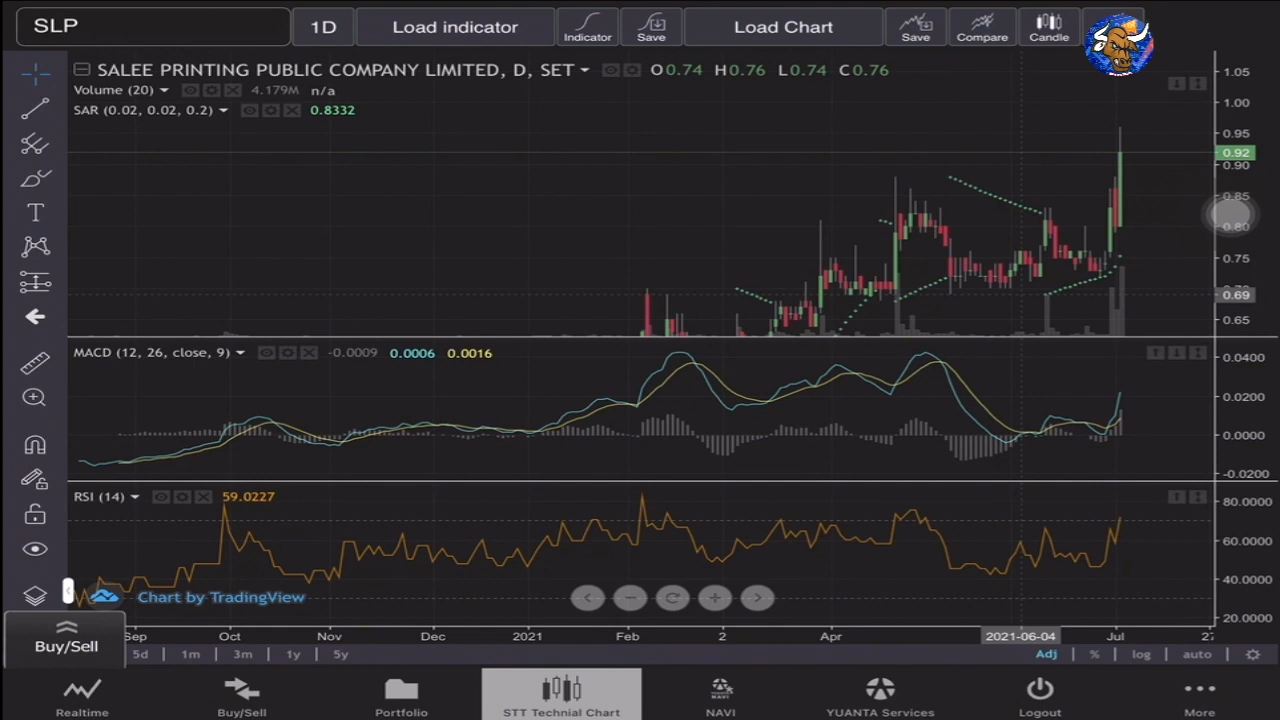 SLP 1D Load indicator Indicator Save Load Chart Save Compare Candle
SALEE PRINTING PUBLIC COMPANY LIMITED, D, SET O0.74 H0.76 L0.74 C0.76
Volume (20) 4.179M n/a
SAR (0.02, 0.02, 0.2) 0.8332
1.05
1.00
0.95
0.92
0.90
0.85
0.80
0.75
0.69
0.65
MACD (12, 26, close, 9) -0.0009 0.0006 0.0016
0.0400
0.0200
0.0000
-0.0200
RSI (14) 59.0227
80.0000
60.0000
40.0000
20.0000
Chart by TradingView
Sep Oct Nov Dec 2021 Feb 2 Apr 2021-06-04 Jul 27
Buy/Sell
5d 1m 3m 1y 5y Adj % log auto
Realtime Buy/Sell Portfolio STT Technial Chart NAVI YUANTA Services Logout More